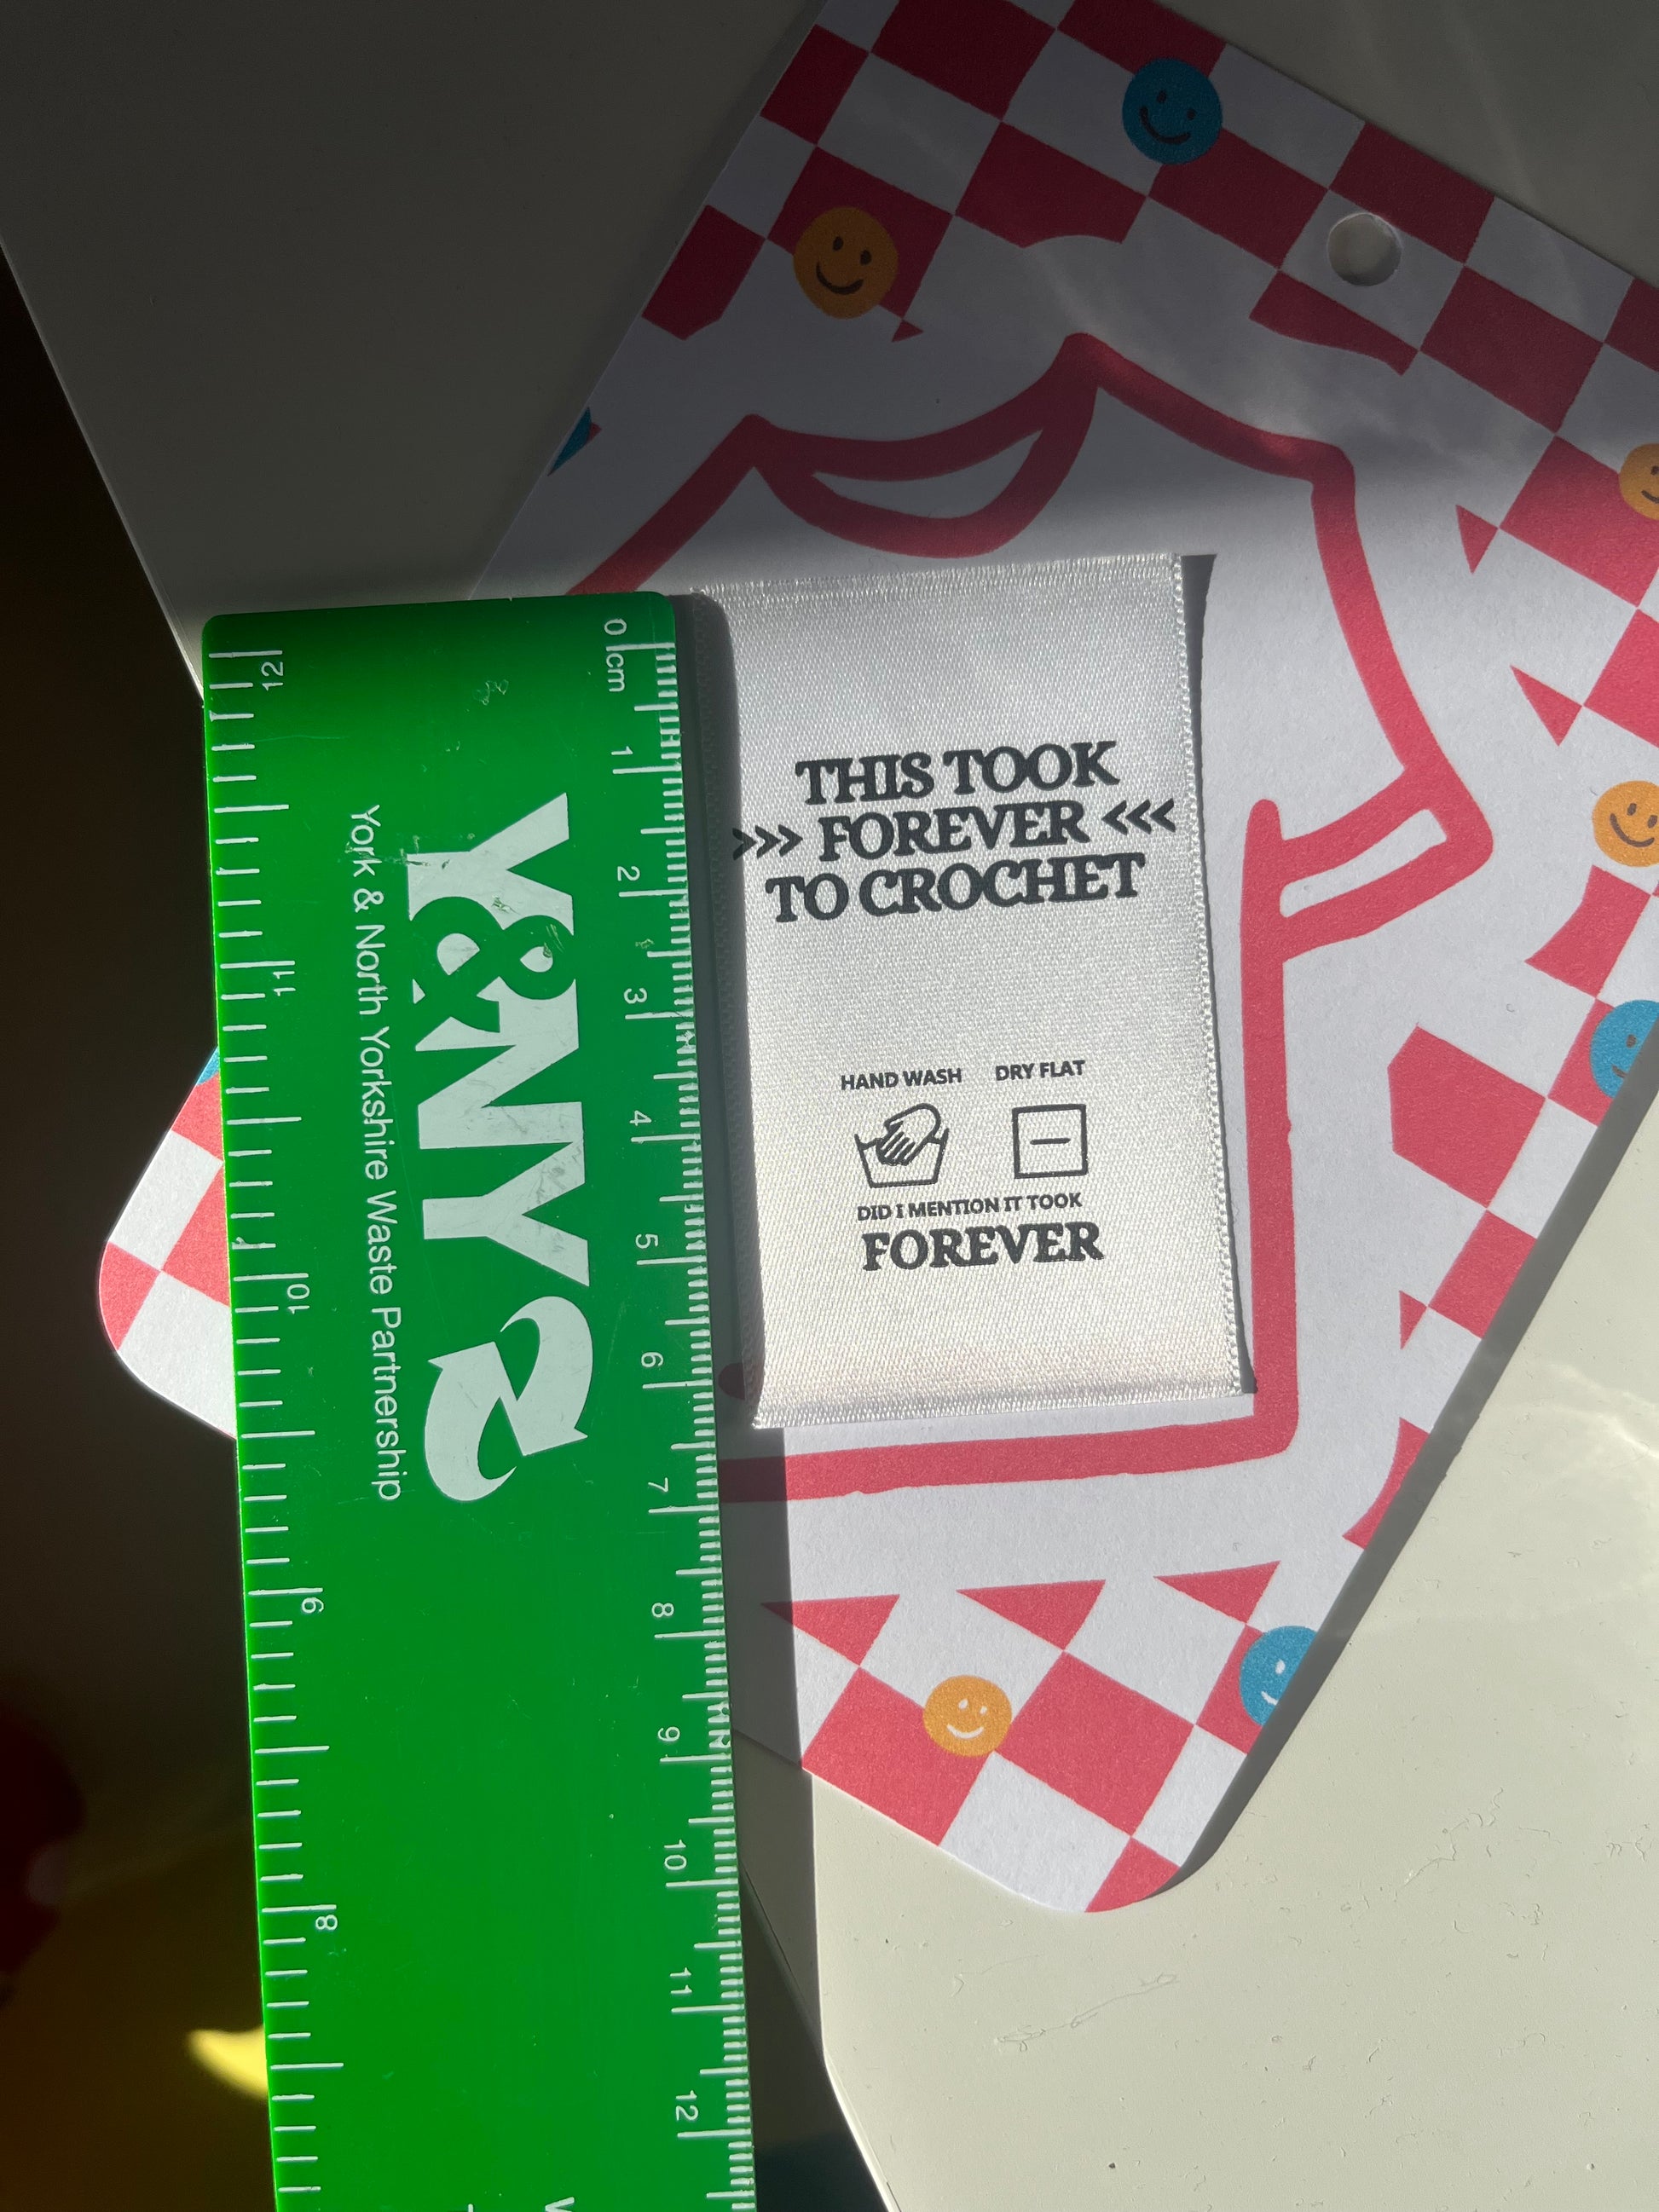 THIS TOOK
>>> FOREVER <<<
TO CROCHET
HAND WASH DRY FLAT
DID I MENTION IT TOOK
FOREVER
Y&NY
York & North Yorkshire Waste Partnership
0 cm 1 2 3 4 5 6 7 8 9 10 11 12
12 11 10 9 8